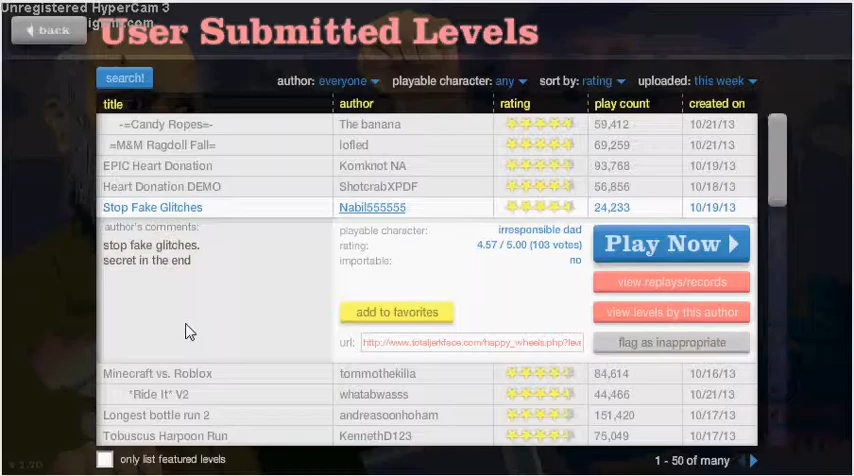 Unregistered HyperCam 3
back
User Submitted Levels
search!
author: everyone playable character: any sort by: rating uploaded: this week
title author rating play count created on
-=Candy Ropes=- The banana 59,412 10/21/13
=M&M Ragdoll Fall= lofled 69,259 10/21/13
EPIC Heart Donation Komknot NA 93,768 10/19/13
Heart Donation DEMO ShotcrabXPDF 56,856 10/18/13
Stop Fake Glitches Nabil555555 24,233 10/19/13
author's comments:
stop fake glitches.
secret in the end
playable character: irresponsible dad
rating: 4.57 / 5.00 (103 votes)
importable: no
Play Now
view replays/records
add to favorites
view levels by this author
url: http://www.totaljerkface.com/happy_wheels.php?leve
flag as inappropriate
Minecraft vs. Roblox tommothekilla 84,614 10/16/13
*Ride It* V2 whatabwasss 44,466 10/21/13
Longest bottle run 2 andreasoonhoham 151,420 10/17/13
Tobuscus Harpoon Run KennethD123 75,049 10/17/13
only list featured levels
1 - 50 of many